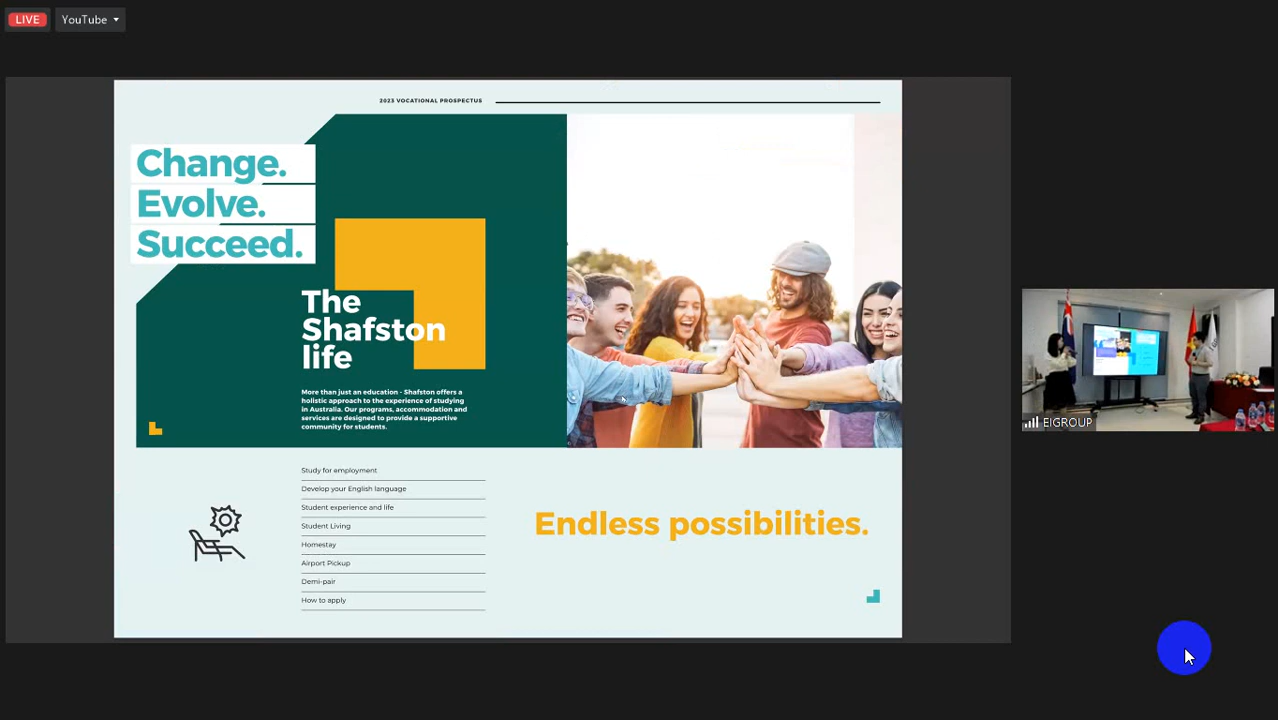 LIVE
YouTube
2023 VOCATIONAL PROSPECTUS
Change.
Evolve.
Succeed.
The
Shafston
life
More than just an education - Shafston offers a
holistic approach to the experience of studying
in Australia. Our programs, accommodation and
services are designed to provide a supportive
community for students.
Study for employment
Develop your English language
Student experience and life
Student Living
Homestay
Airport Pickup
Demi-pair
How to apply
Endless possibilities.
EIGROUP